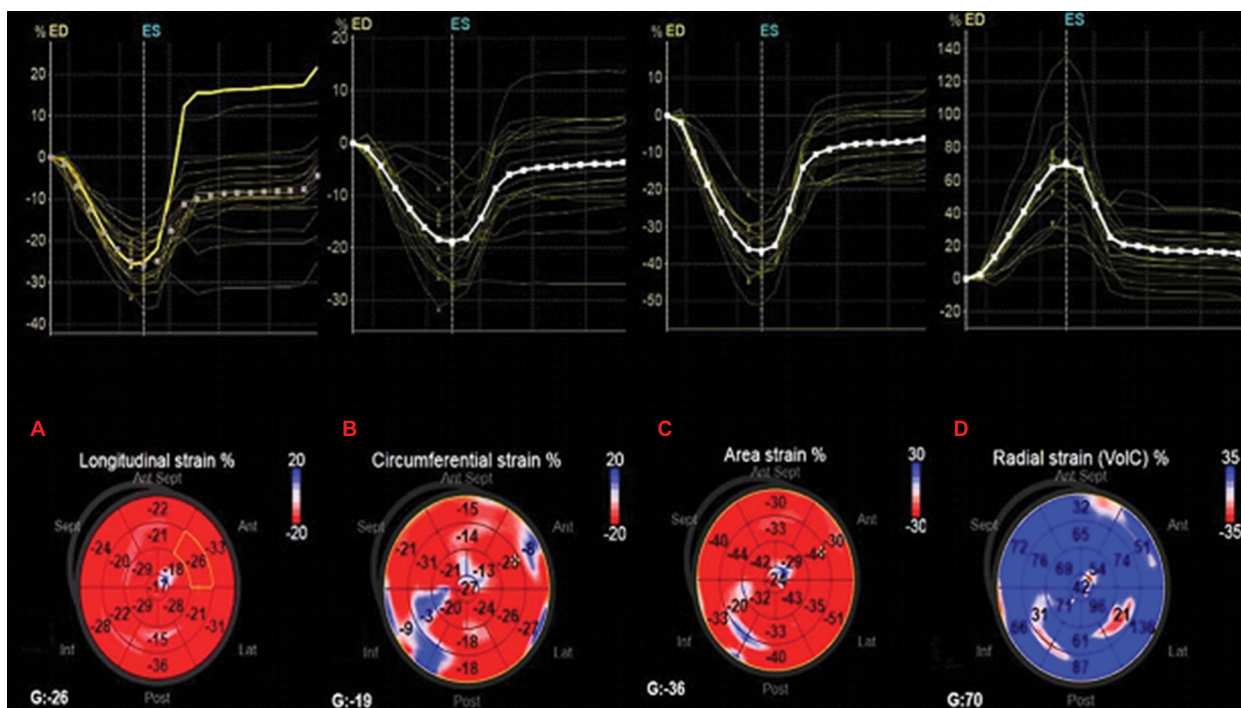 % ED ES
20
10
0
-10
-20
-30
-40
% ED ES
20
10
0
-10
-20
-30
% ED ES
10
0
-10
-20
-30
-40
-50
% ED ES
140
120
100
80
60
40
20
0
-20
A
Longitudinal strain %
20
-20
Ant Sept
Sept
Ant
Inf
Lat
Post
-22
-21
-24
-20
-29
-18
-26
-33
-17
-22
-29
-28
-21
-28
-31
-15
-36
G:-26
B
Circumferential strain %
20
-20
Ant Sept
Sept
Ant
Inf
Lat
Post
-15
-14
-21
-31
-21
-13
-28
-8
-27
-3
-20
-24
-26
-9
-27
-18
-18
G:-19
C
Area strain %
30
-30
Ant Sept
Sept
Ant
Inf
Lat
Post
-30
-33
-40
-44
-42
-29
-30
-24
-20
-32
-43
-35
-33
-51
-33
-40
G:-36
D
Radial strain (VolC) %
35
-35
Ant Sept
Sept
Ant
Inf
Lat
Post
32
65
72
76
69
54
74
51
42
31
71
96
21
61
87
G:70